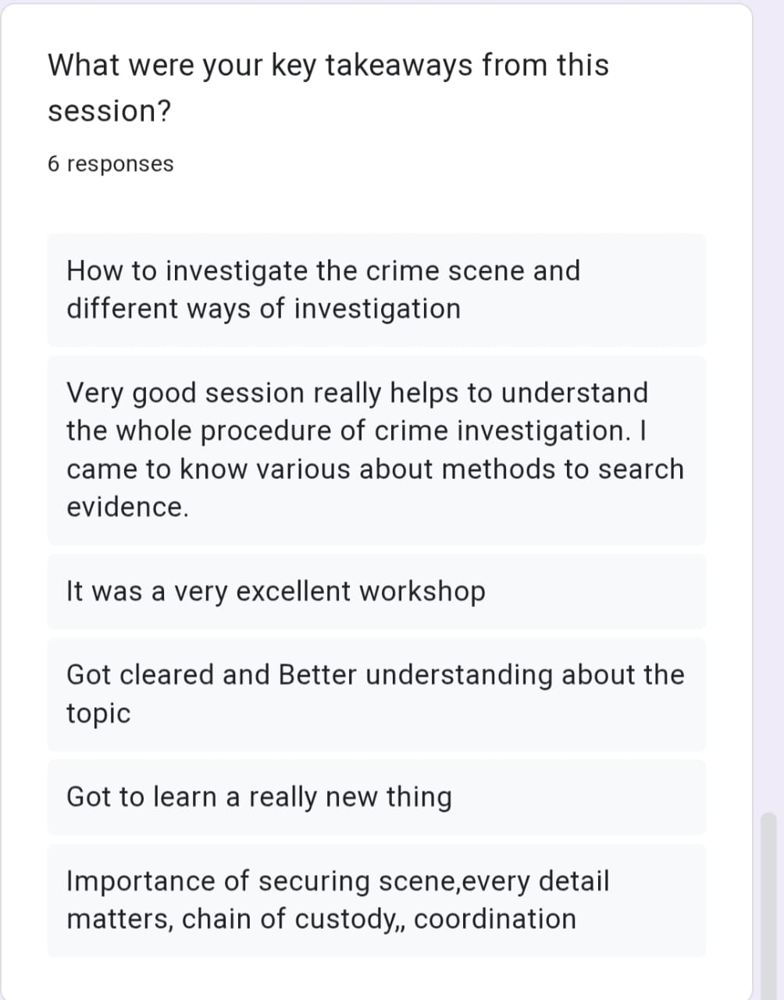 What were your key takeaways from this
session?
6 responses
How to investigate the crime scene and
different ways of investigation
Very good session really helps to understand
the whole procedure of crime investigation. I
came to know various about methods to search
evidence.
It was a very excellent workshop
Got cleared and Better understanding about the
topic
Got to learn a really new thing
Importance of securing scene,every detail
matters, chain of custody,, coordination